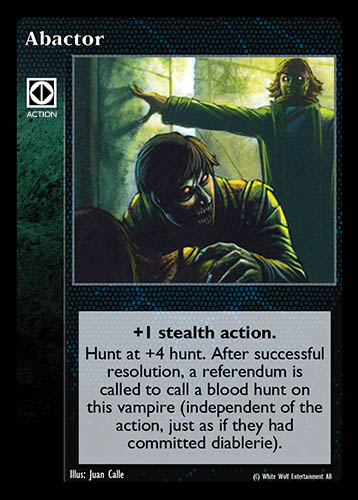 Abactor
ACTION
+1 stealth action.
Hunt at +4 hunt. After successful
resolution, a referendum is
called to call a blood hunt on
this vampire (independent of the
action, just as if they had
committed diablerie).
Illus: Juan Calle
(C) White Wolf Entertainment AB